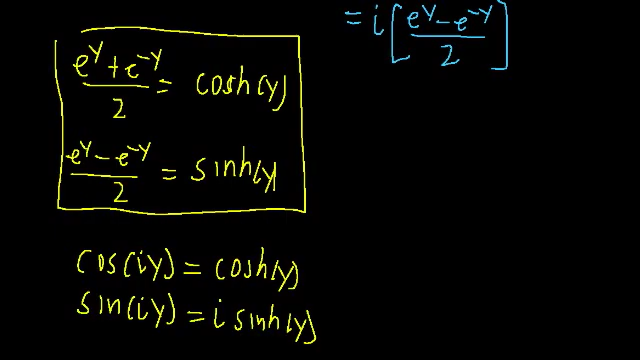 = i[(e^y - e^-y)/2]
(e^y + e^-y)/2 = cosh(y)
(e^y - e^-y)/2 = sinh(y
cos(iy) = cosh(y)
sin(iy) = i sinh(y)